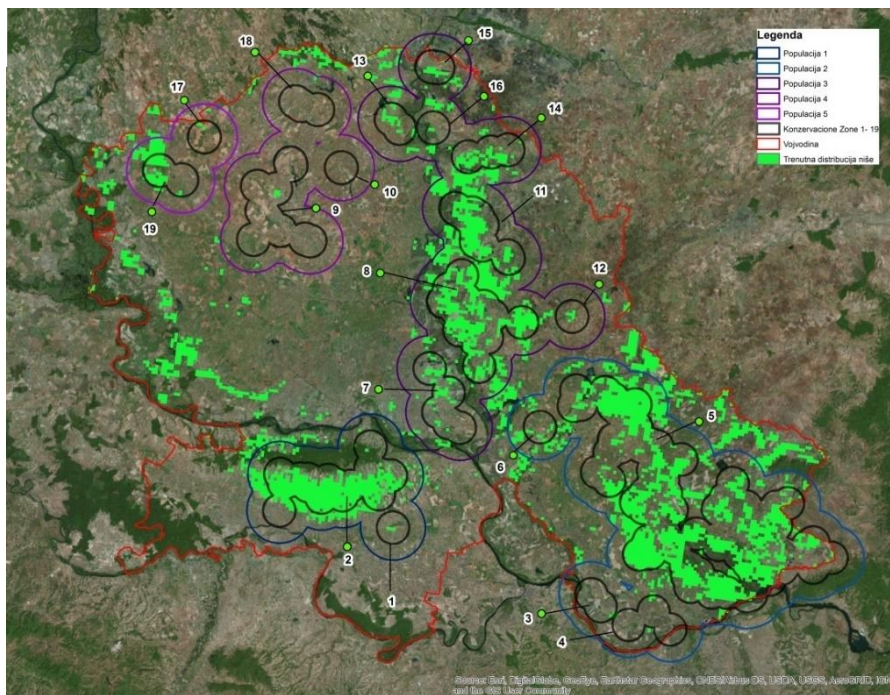 15
18
Legenda
Populacija 1
Populacija 2
Populacija 3
Populacija 4
Populacija 5
Konzervacione Zone 1- 19
Vojvodina
Trenutna distribucija niše
13
17
16
14
10
9
11
19
8
12
7
5
6
2
1
3
4
Source: Esri, DigitalGlobe, GeoEye, Earthstar Geographics, CNES/Airbus DS, USDA, USGS, AeroGRID, IGN,
and the GIS User Community